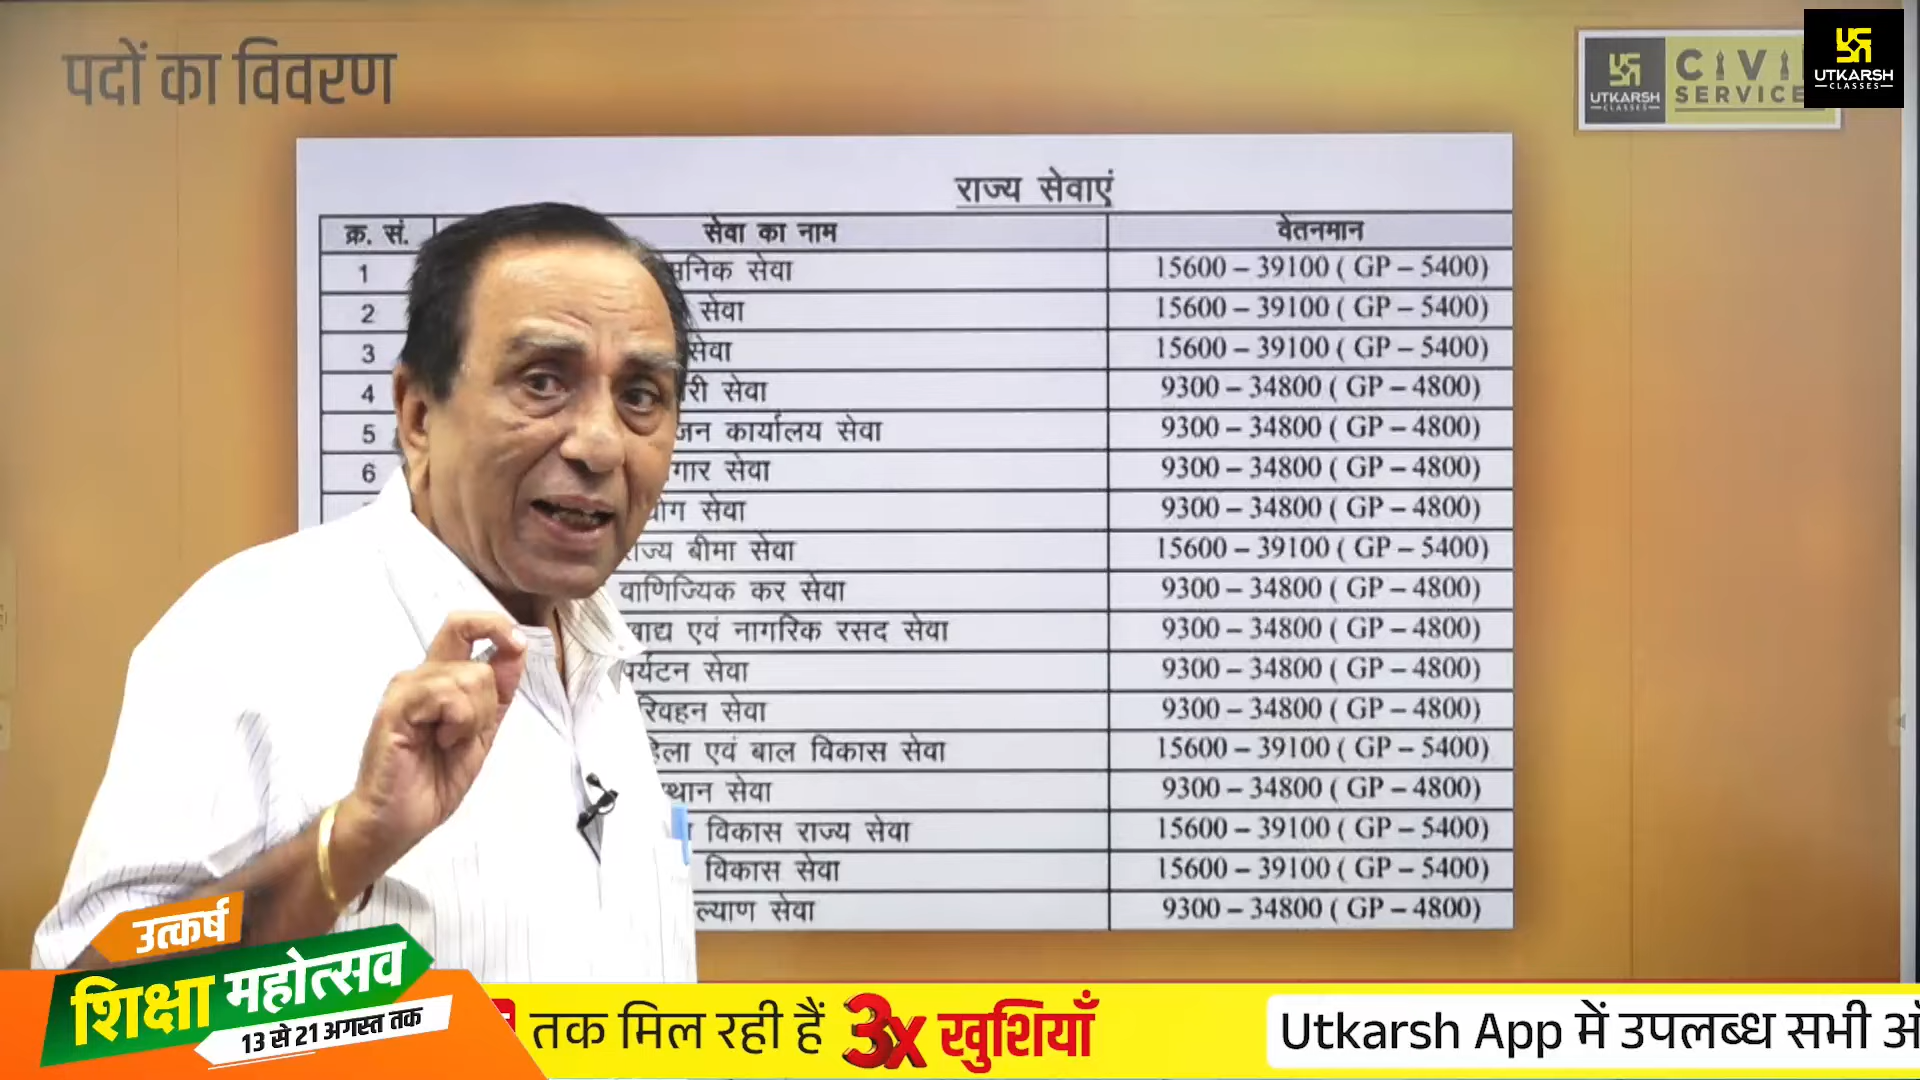 पदों का विवरण
UTKARSH
CLASSES
SERVICE
UTKARSH
CLASSES
राज्य सेवाएं
क्र. सं. सेवा का नाम वेतनमान
1 सेवा 15600 – 39100 ( GP – 5400)
2 सेवा 15600 – 39100 ( GP – 5400)
3 सेवा 15600 – 39100 ( GP – 5400)
4 सेवा 9300 – 34800 ( GP – 4800)
5 कार्यालय सेवा 9300 – 34800 ( GP – 4800)
6 सेवा 9300 – 34800 ( GP – 4800)
सेवा 9300 – 34800 ( GP – 4800)
राज्य बीमा सेवा 15600 – 39100 ( GP – 5400)
वाणिज्यिक कर सेवा 9300 – 34800 ( GP – 4800)
खाद्य एवं नागरिक रसद सेवा 9300 – 34800 ( GP – 4800)
पर्यटन सेवा 9300 – 34800 ( GP – 4800)
सेवा 9300 – 34800 ( GP – 4800)
एवं बाल विकास सेवा 15600 – 39100 ( GP – 5400)
सेवा 9300 – 34800 ( GP – 4800)
विकास राज्य सेवा 15600 – 39100 ( GP – 5400)
विकास सेवा 15600 – 39100 ( GP – 5400)
सेवा 9300 – 34800 ( GP – 4800)
उत्कर्ष
शिक्षा महोत्सव
13 से 21 अगस्त तक
तक मिल रही हैं 3x खुशियाँ
Utkarsh App में उपलब्ध सभी